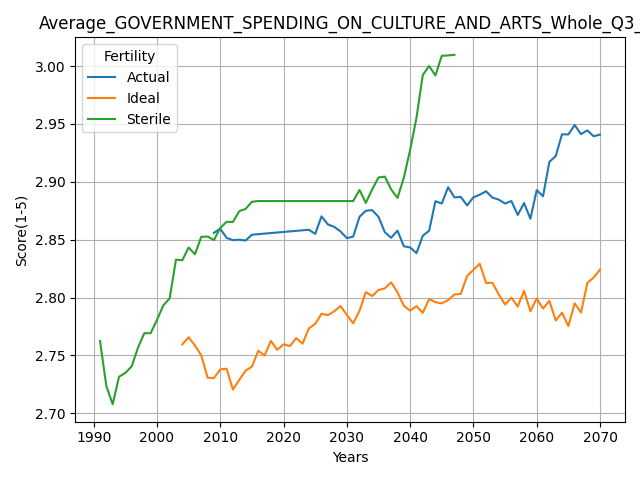 Average_GOVERNMENT_SPENDING_ON_CULTURE_AND_ARTS_Whole_Q3_
Fertility
Actual
Ideal
Sterile
Score(1-5)
3.00
2.95
2.90
2.85
2.80
2.75
2.70
1990 2000 2010 2020 2030 2040 2050 2060 2070
Years